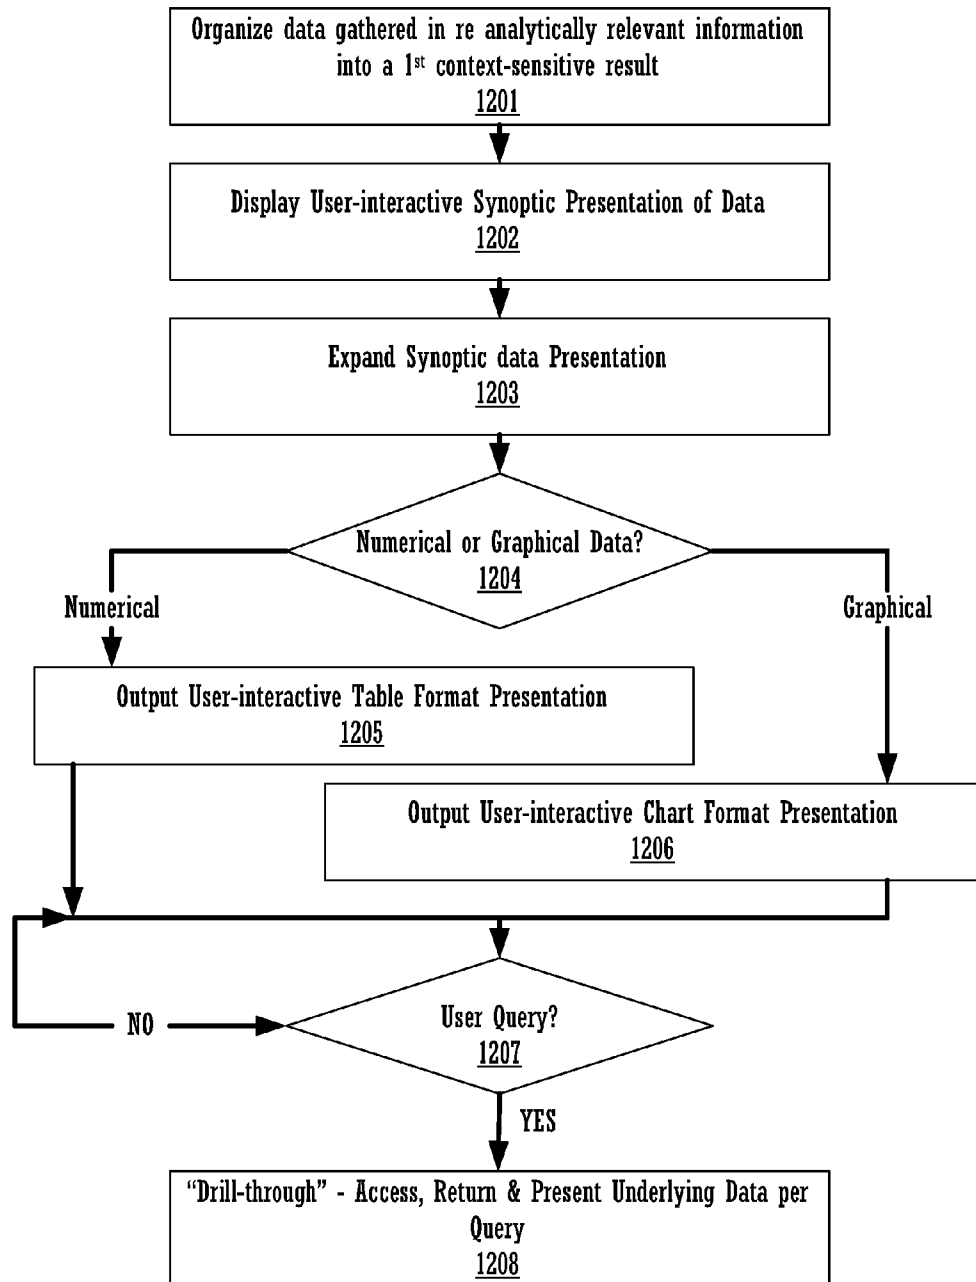 Organize data gathered in re analytically relevant information
into a 1st context-sensitive result
1201
Display User-interactive Synoptic Presentation of Data
1202
Expand Synoptic data Presentation
1203
Numerical or Graphical Data?
1204
Numerical
Graphical
Output User-interactive Table Format Presentation
1205
Output User-interactive Chart Format Presentation
1206
User Query?
1207
NO
YES
“Drill-through” - Access, Return & Present Underlying Data per
Query
1208